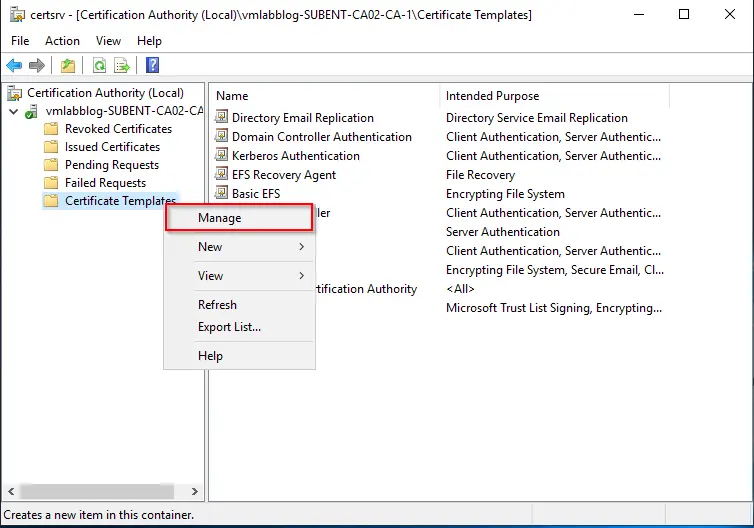 certsrv - [Certification Authority (Local)\vmlabblog-SUBENT-CA02-CA-1\Certificate Templates]
File Action View Help
Certification Authority (Local)
vmlabblog-SUBENT-CA02-CA
Revoked Certificates
Issued Certificates
Pending Requests
Failed Requests
Certificate Templates
Name Intended Purpose
Directory Email Replication Directory Service Email Replication
Domain Controller Authentication Client Authentication, Server Authentic...
Kerberos Authentication Client Authentication, Server Authentic...
EFS Recovery Agent File Recovery
Basic EFS Encrypting File System
ller Client Authentication, Server Authentic...
Server Authentication
Client Authentication, Server Authentic...
Encrypting File System, Secure Email, Cl...
rtification Authority <All>
Microsoft Trust List Signing, Encrypting...
Manage
New
View
Refresh
Export List...
Help
Creates a new item in this container.